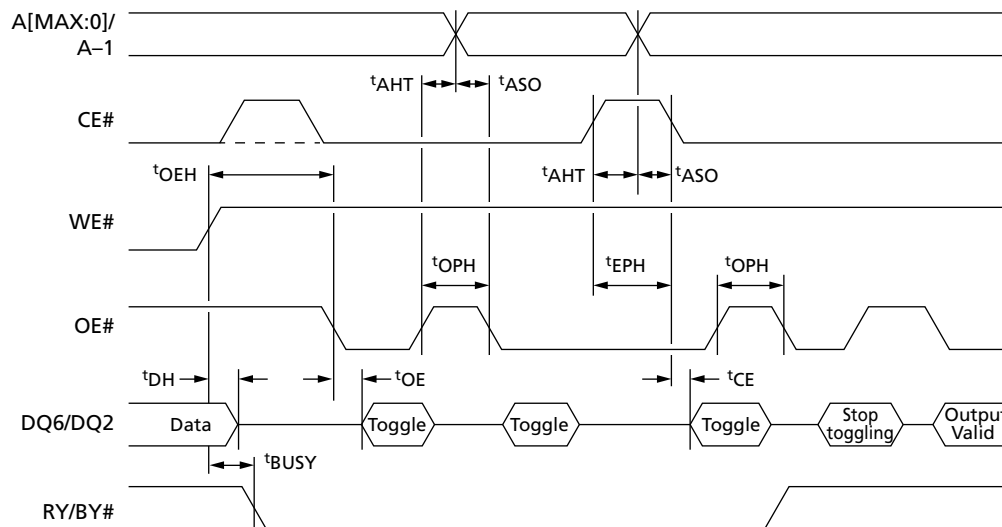 A[MAX:0]/
A–1
tAHT
tASO
CE#
tOEH
tAHT
tASO
WE#
tOPH
tEPH
tOPH
OE#
tDH
tOE
tCE
DQ6/DQ2
Data
Toggle
Toggle
Toggle
Stop
toggling
Output
Valid
tBUSY
RY/BY#